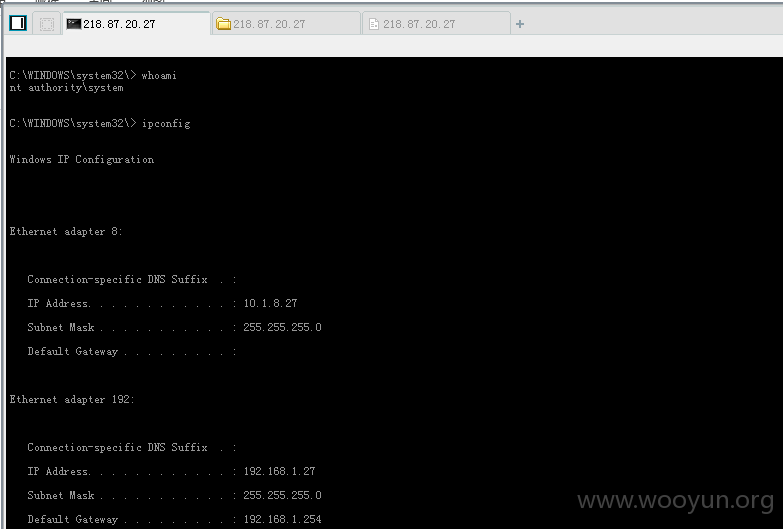 218.87.20.27 218.87.20.27 218.87.20.27 +
C:\WINDOWS\system32\> whoami
nt authority\system
C:\WINDOWS\system32\> ipconfig
Windows IP Configuration
Ethernet adapter 8:
Connection-specific DNS Suffix . :
IP Address. . . . . . . . . . . . : 10.1.8.27
Subnet Mask . . . . . . . . . . . : 255.255.255.0
Default Gateway . . . . . . . . . :
Ethernet adapter 192:
Connection-specific DNS Suffix . :
IP Address. . . . . . . . . . . . : 192.168.1.27
Subnet Mask . . . . . . . . . . . : 255.255.255.0
Default Gateway . . . . . . . . . : 192.168.1.254
www.wooyun.org